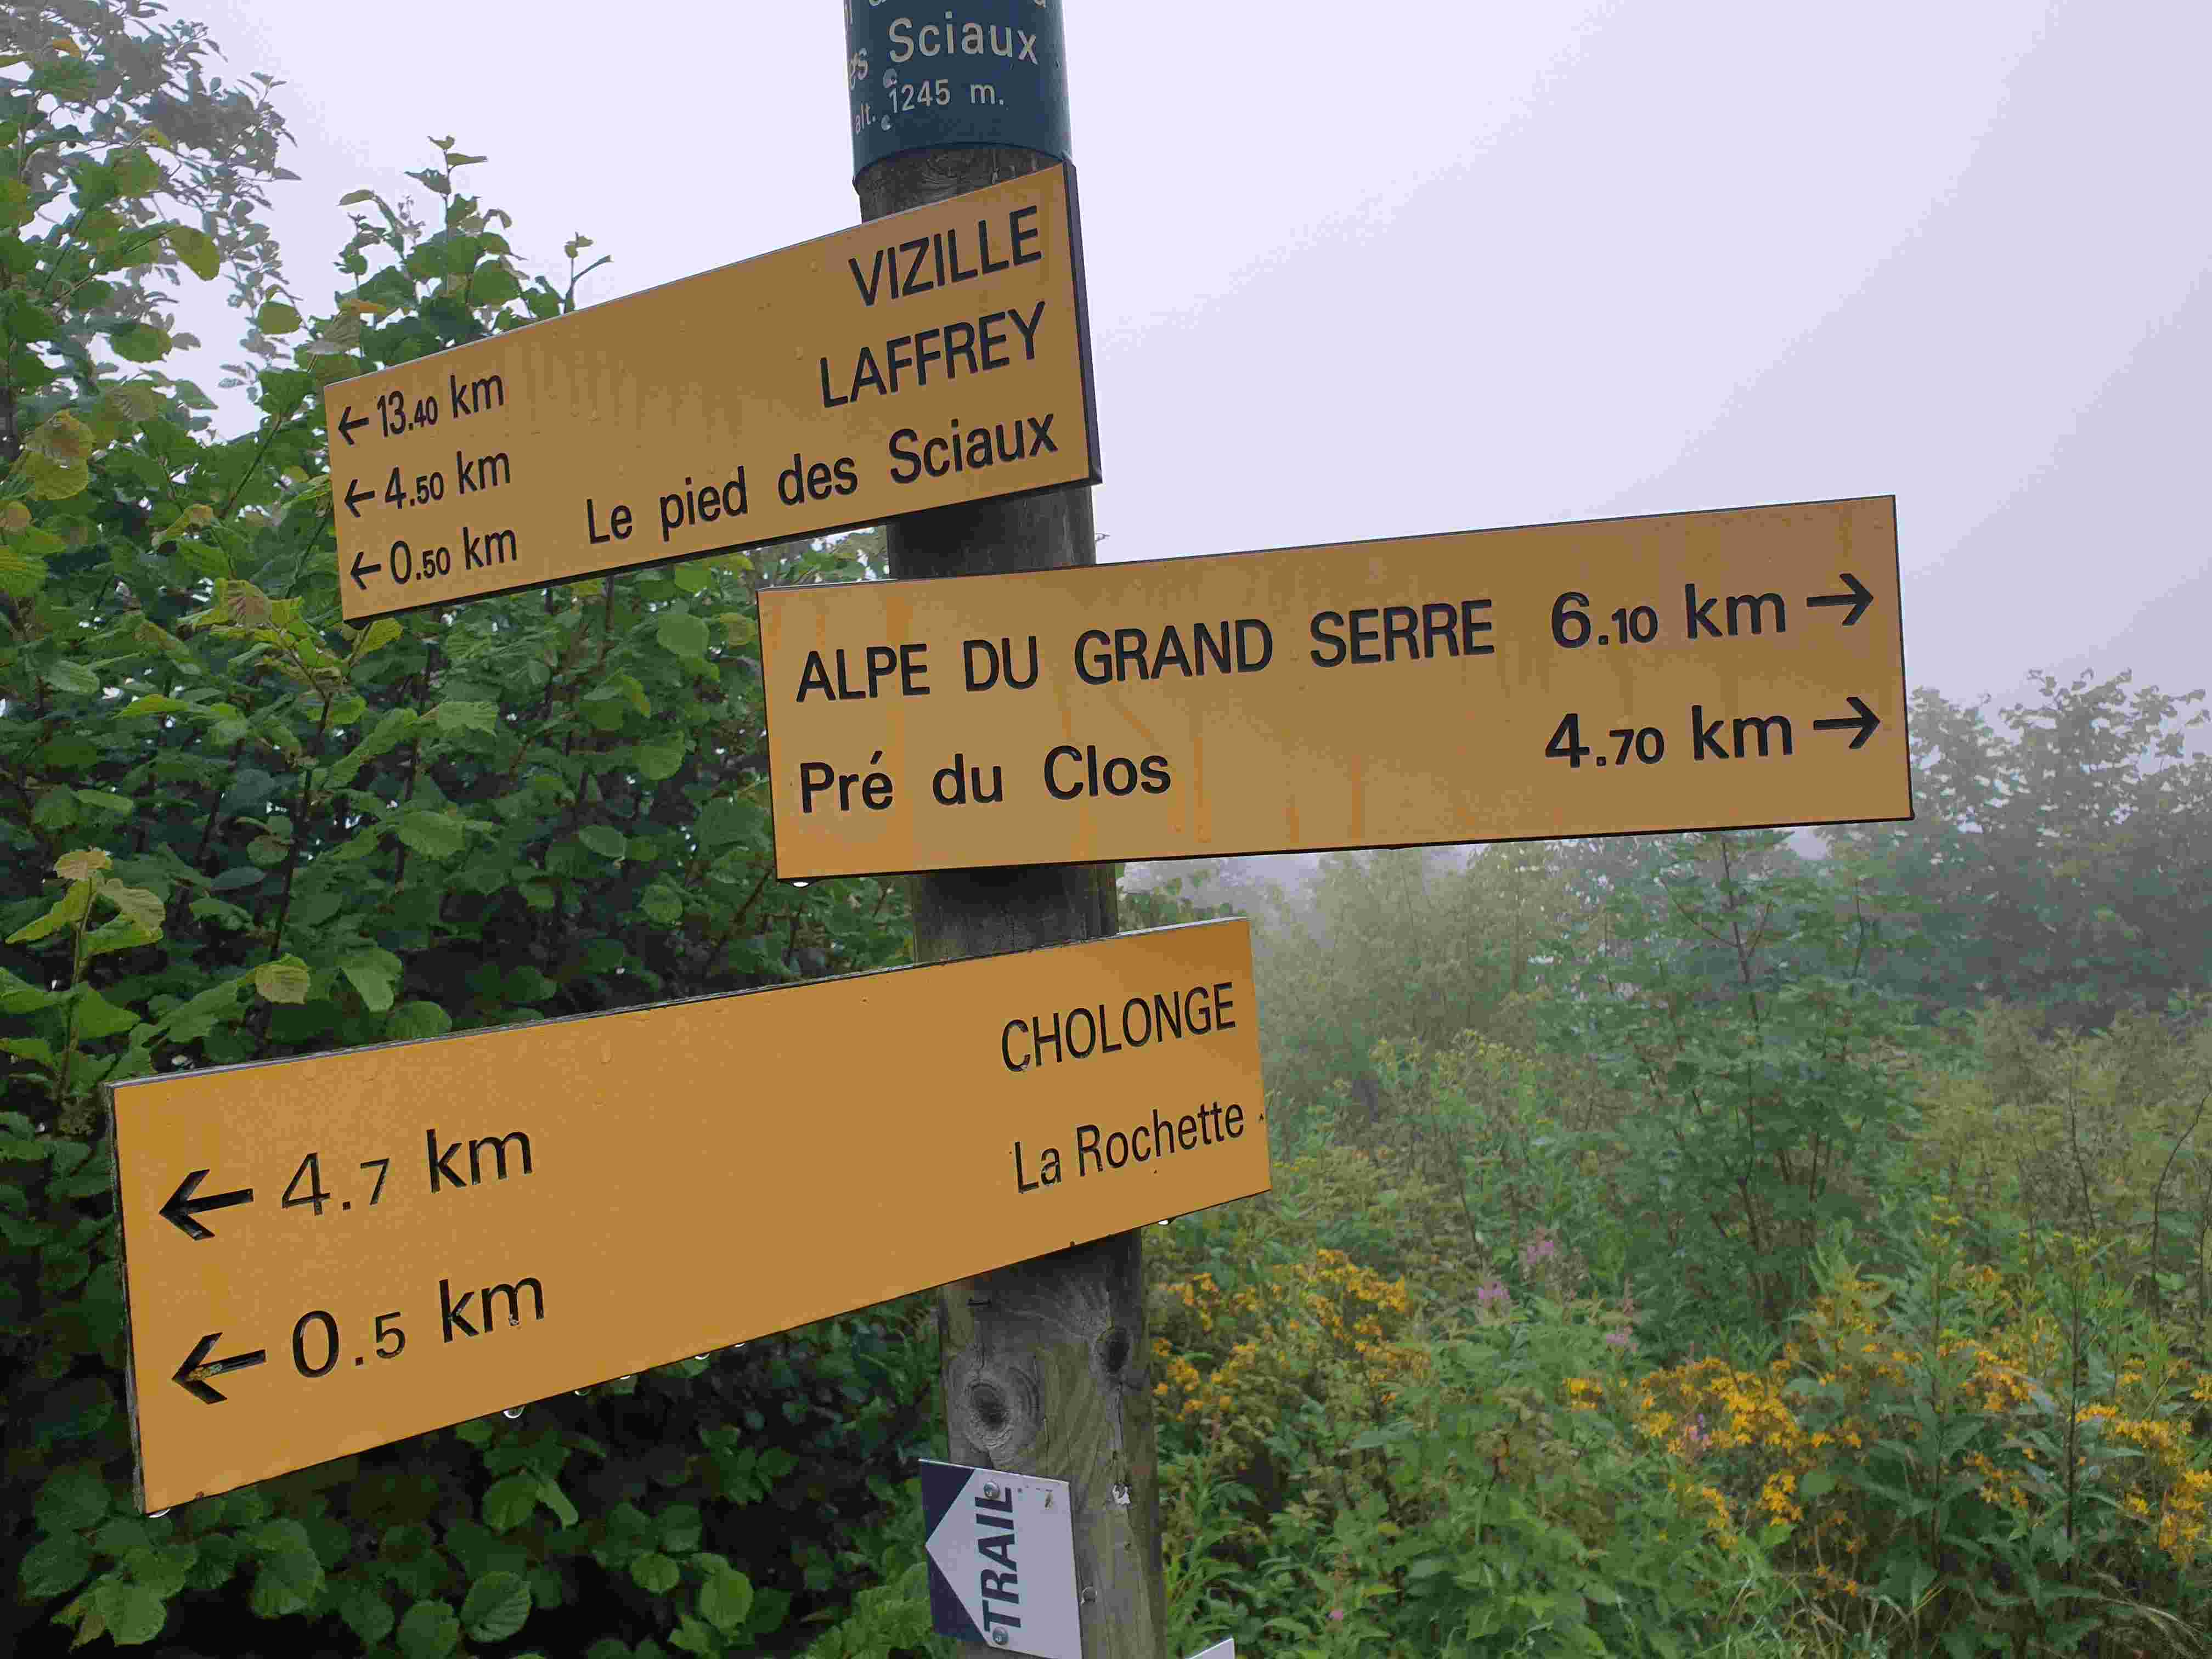 es Sciaux
alt. 1245 m.
VIZILLE
← 13.40 km
LAFFREY
← 4.50 km
Le pied des Sciaux
← 0.50 km
ALPE DU GRAND SERRE 6.10 km →
Pré du Clos 4.70 km →
← 4.7 km CHOLONGE
← 0.5 km La Rochette
TRAIL